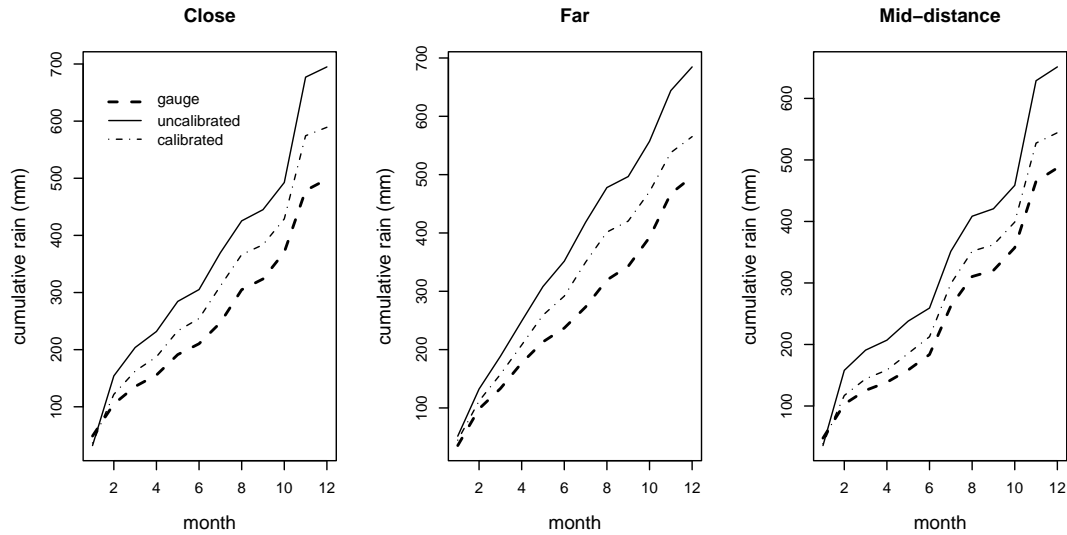 Close
cumulative rain (mm)
700
600
500
400
300
200
100
gauge
uncalibrated
calibrated
2 4 6 8 10 12
month
Far
cumulative rain (mm)
700
600
500
400
300
200
100
2 4 6 8 10 12
month
Mid−distance
cumulative rain (mm)
600
500
400
300
200
100
2 4 6 8 10 12
month